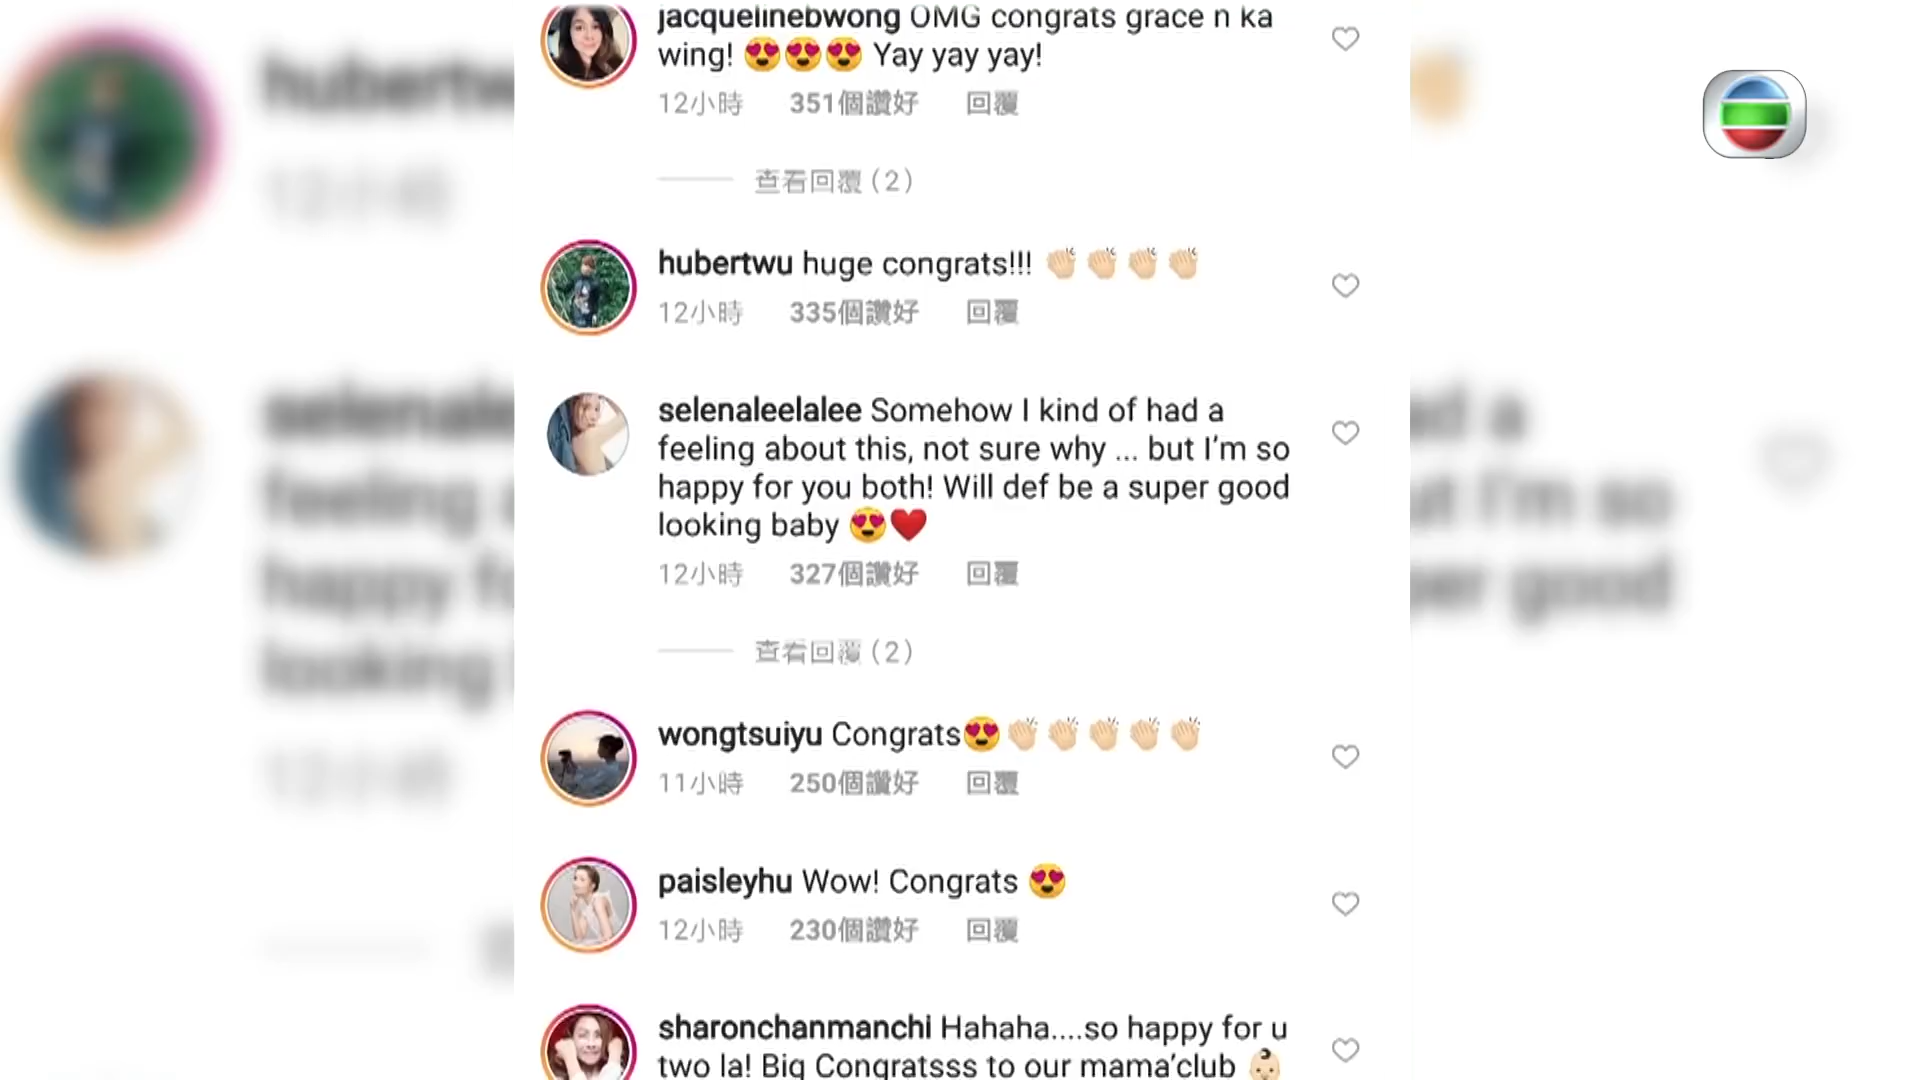 jacquelinebwong OMG congrats grace n ka
wing! 😍😍😍 Yay yay yay!
12小時 351個讚好 回覆
查看回覆 (2)
hubertwu huge congrats!!! 👏🏻👏🏻👏🏻👏🏻
12小時 335個讚好 回覆
selenaleelalee Somehow I kind of had a
feeling about this, not sure why ... but I’m so
happy for you both! Will def be a super good
looking baby 😍❤️
12小時 327個讚好 回覆
查看回覆 (2)
wongtsuiyu Congrats😍👏🏻👏🏻👏🏻👏🏻👏🏻
11小時 250個讚好 回覆
paisleyhu Wow! Congrats 😍
12小時 230個讚好 回覆
sharonchanmanchi Hahaha....so happy for u
two la! Big Congratsss to our mama’club 👶🏻